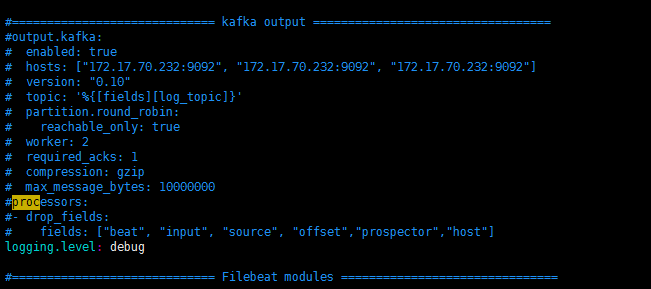 #============================= kafka output ==================================
#output.kafka:
#  enabled: true
#  hosts: ["172.17.70.232:9092", "172.17.70.232:9092", "172.17.70.232:9092"]
#  version: "0.10"
#  topic: '%{[fields][log_topic]}'
#  partition.round_robin:
#    reachable_only: true
#  worker: 2
#  required_acks: 1
#  compression: gzip
#  max_message_bytes: 10000000
#processors:
#- drop_fields:
#    fields: ["beat", "input", "source", "offset","prospector","host"]
logging.level: debug
#============================= Filebeat modules ===============================